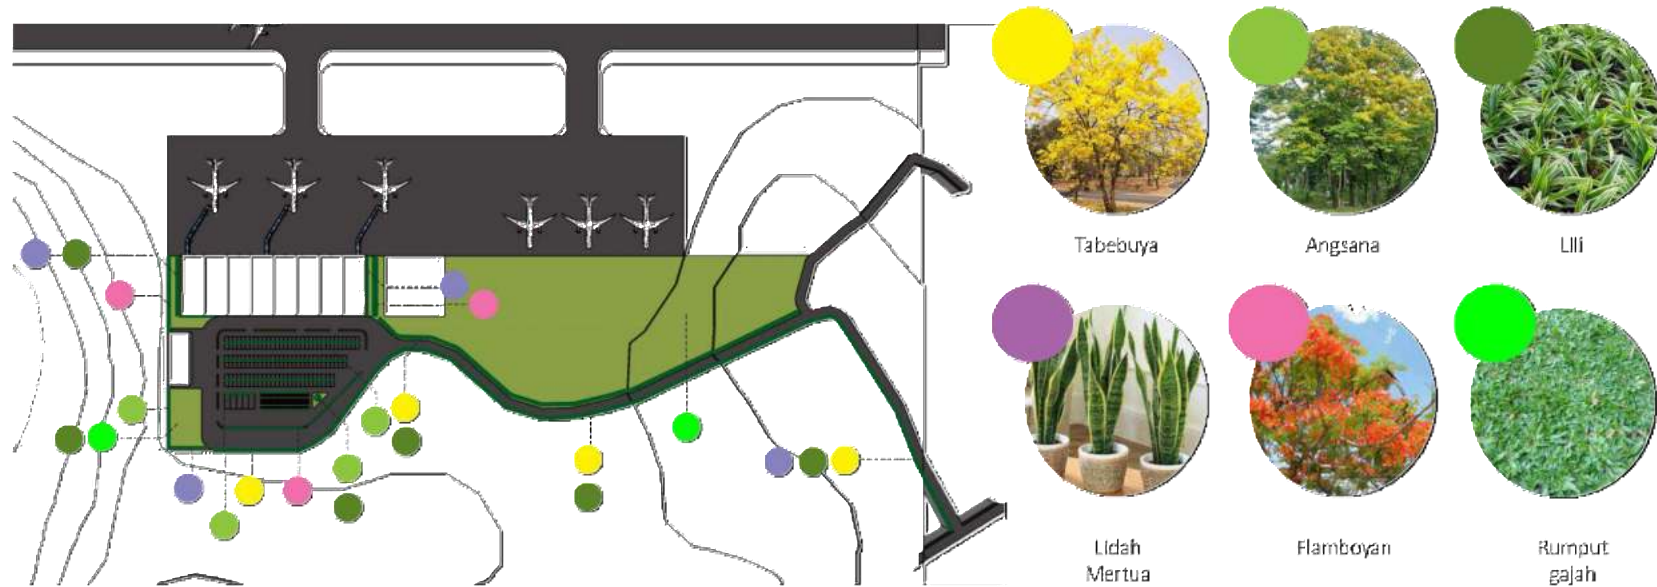 Tabebuya
Angsana
Lili
Lidah
Mertua
Flamboyan
Rumput
gajah